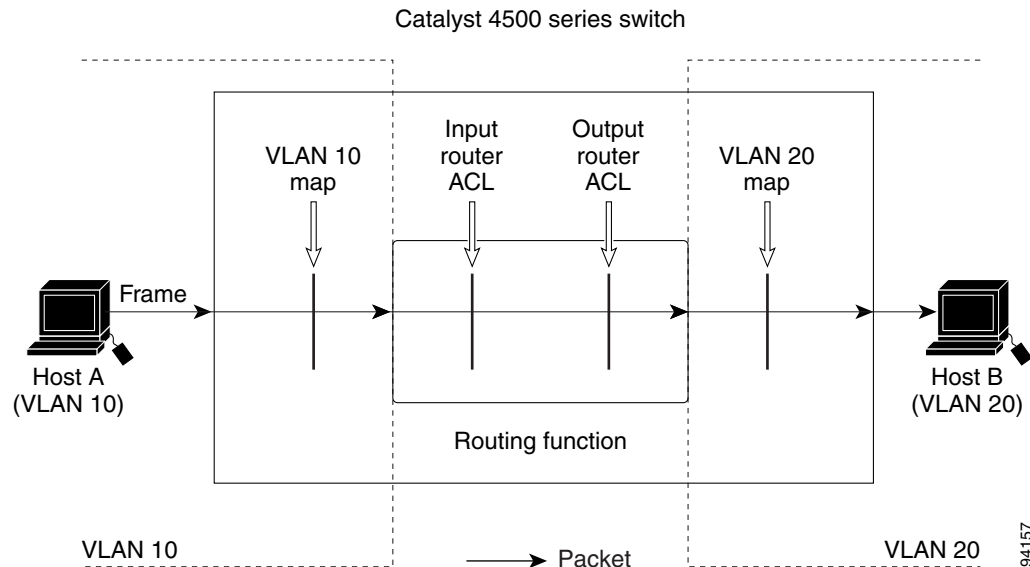 Catalyst 4500 series switch
VLAN 10
map
Input
router
ACL
Output
router
ACL
VLAN 20
map
Frame
Host A
(VLAN 10)
Host B
(VLAN 20)
Routing function
VLAN 10
Packet
VLAN 20
94157